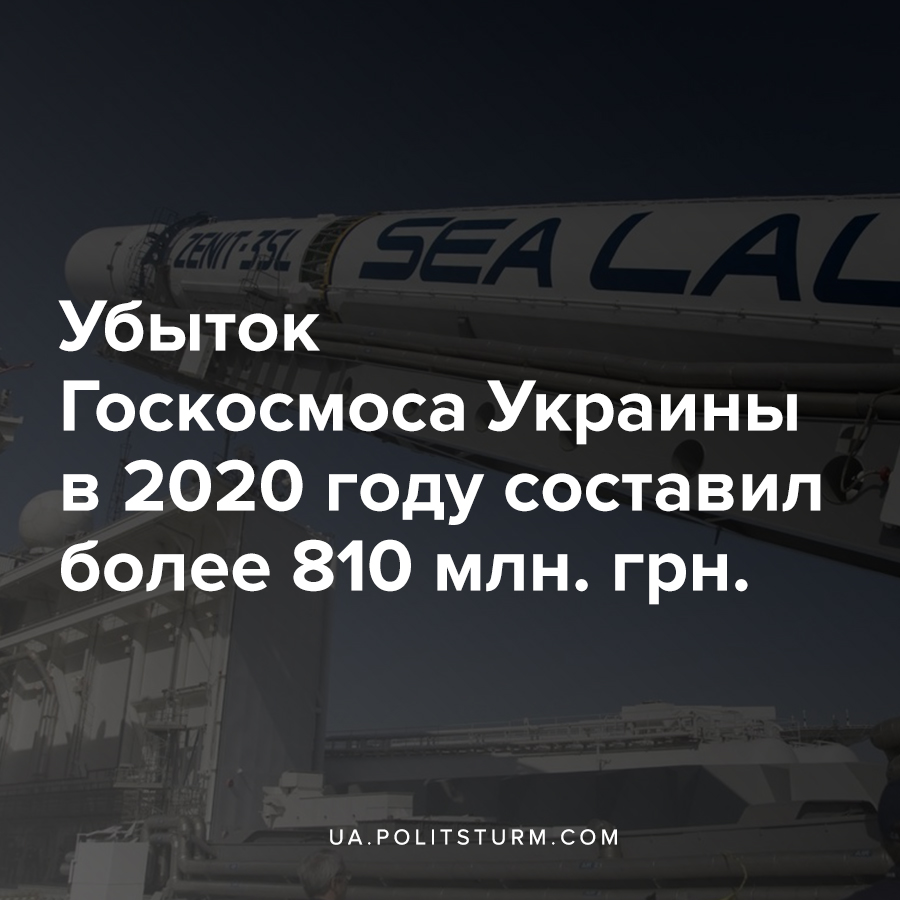 ZENIT-3SL
SEA LAU
Убыток
Госкосмоса Украины
в 2020 году составил
более 810 млн. грн.
UA.POLITSTURM.COM